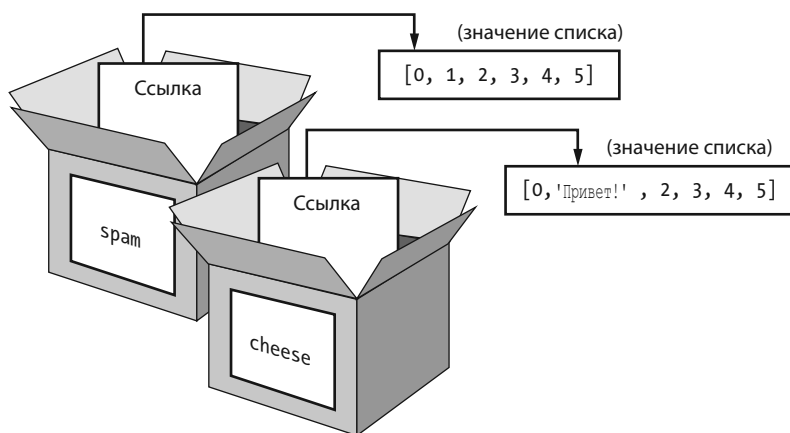 (значение списка)
[0, 1, 2, 3, 4, 5]
Ссылка
(значение списка)
[0,'Привет!' , 2, 3, 4, 5]
Ссылка
spam
cheese